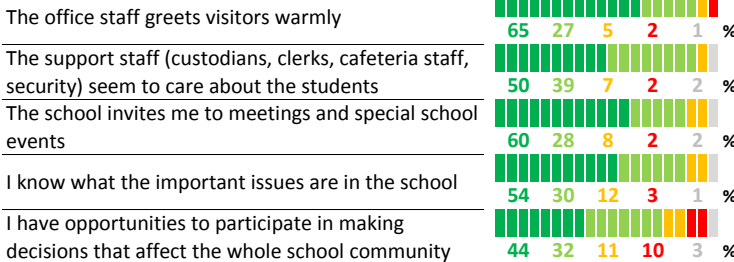 The office staff greets visitors warmly
65 27 5 2 1 %
The support staff (custodians, clerks, cafeteria staff,
security) seem to care about the students
50 39 7 2 2 %
The school invites me to meetings and special school
events
60 28 8 2 2 %
I know what the important issues are in the school
54 30 12 3 1 %
I have opportunities to participate in making
decisions that affect the whole school community
44 32 11 10 3 %